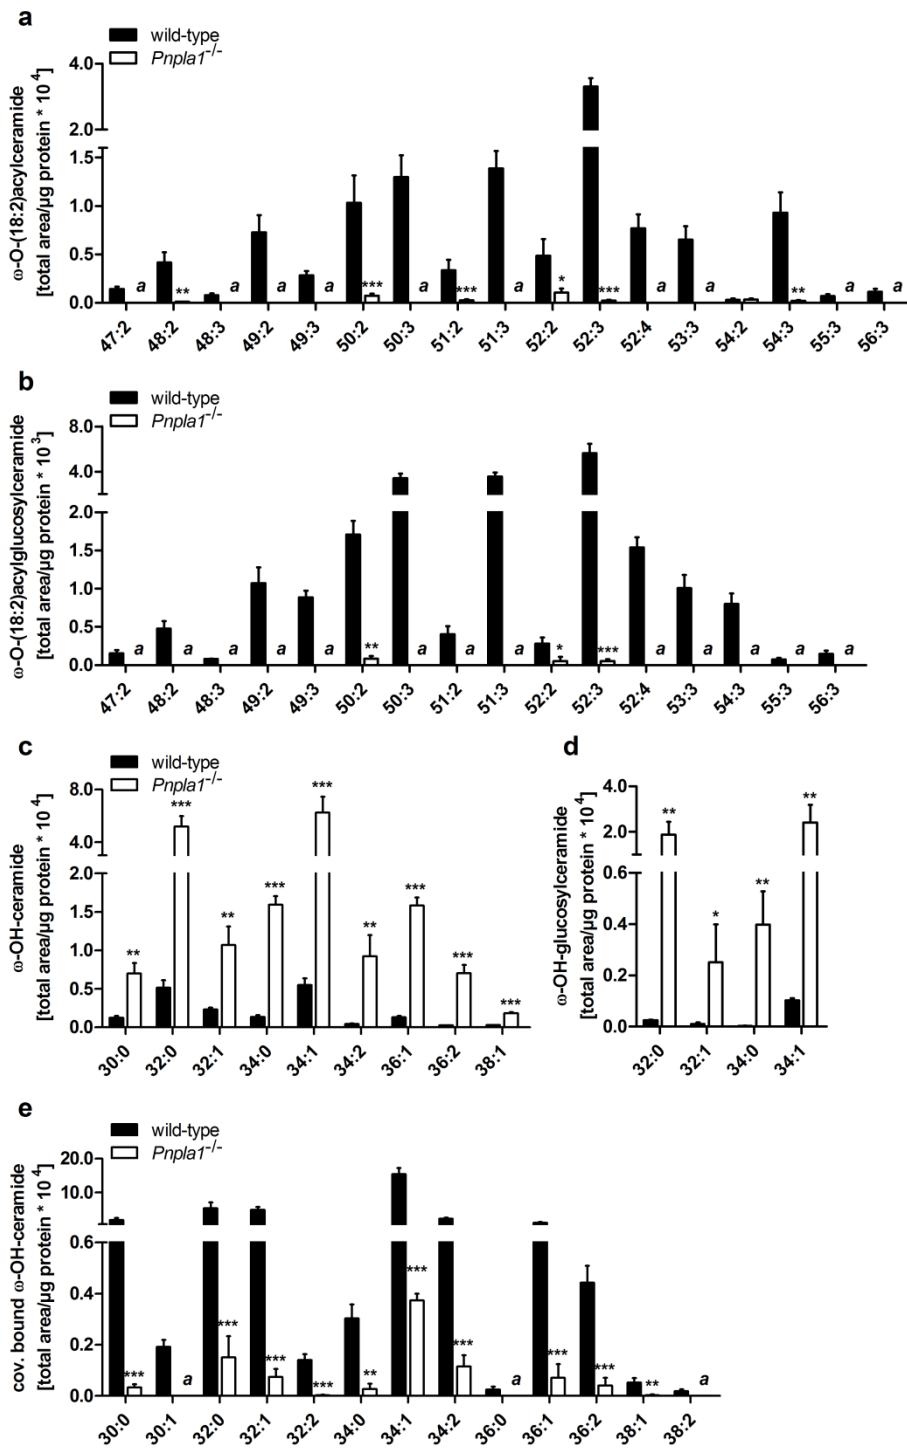 a
wild-type
Pnpla1-/-
ω-O-(18:2)acylceramide
[total area/µg protein * 10 4]
4.0
2.0
1.5
1.0
0.5
0.0
a ** a a a *** a *** a * *** a a ** a a
47:2 48:2 48:3 49:2 49:3 50:2 50:3 51:2 51:3 52:2 52:3 52:4 53:3 54:2 54:3 55:3 56:3
b
wild-type
Pnpla1-/-
ω-O-(18:2)acylglucosylceramide
[total area/µg protein * 10 3]
8.0
4.0
2.0
1.5
1.0
0.5
0.0
a a a a a ** a a a * *** a a a a a
47:2 48:2 48:3 49:2 49:3 50:2 50:3 51:2 51:3 52:2 52:3 52:4 53:3 54:3 55:3 56:3
c
wild-type
Pnpla1-/-
ω-OH-ceramide
[total area/µg protein * 10 4]
8.0
4.0
2.0
1.5
1.0
0.5
0.0
** *** ** *** *** ** *** ** ***
30:0 32:0 32:1 34:0 34:1 34:2 36:1 36:2 38:1
d
ω-OH-glucosylceramide
[total area/µg protein * 10 4]
4.0
2.0
0.6
0.4
0.2
0.0
** * ** **
32:0 32:1 34:0 34:1
e
wild-type
Pnpla1-/-
cov. bound ω-OH-ceramide
[total area/µg protein * 10 4]
20.0
10.0
0.6
0.4
0.2
0.0
*** a *** *** *** ** *** *** a *** *** ** a
30:0 30:1 32:0 32:1 32:2 34:0 34:1 34:2 36:0 36:1 36:2 38:1 38:2